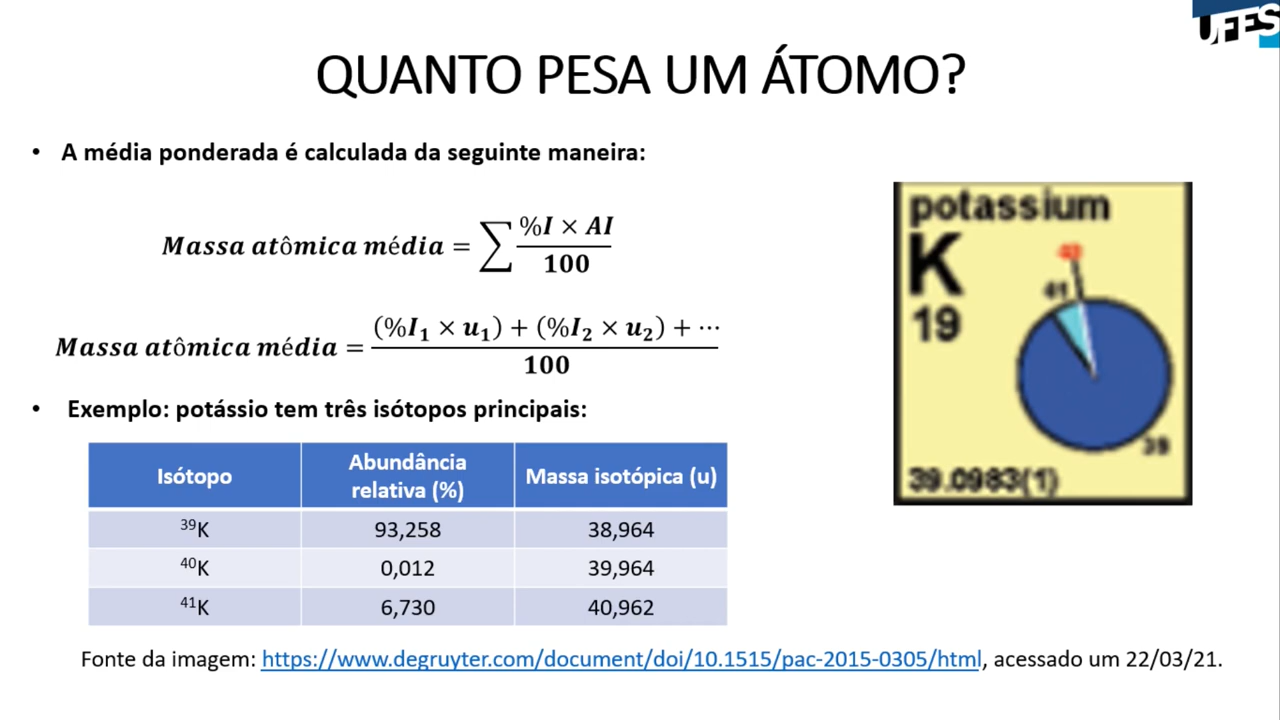 UFES
QUANTO PESA UM ÁTOMO?
• A média ponderada é calculada da seguinte maneira:
Massa atômica média = ∑ %I × AI / 100
Massa atômica média = (%I₁ × u₁) + (%I₂ × u₂) + ⋯ / 100
• Exemplo: potássio tem três isótopos principais:
Isótopo Abundância relativa (%) Massa isotópica (u)
³⁹K 93,258 38,964
⁴⁰K 0,012 39,964
⁴¹K 6,730 40,962
potassium
K
19
40
41
39
39.0983(1)
Fonte da imagem: https://www.degruyter.com/document/doi/10.1515/pac-2015-0305/html, acessado um 22/03/21.